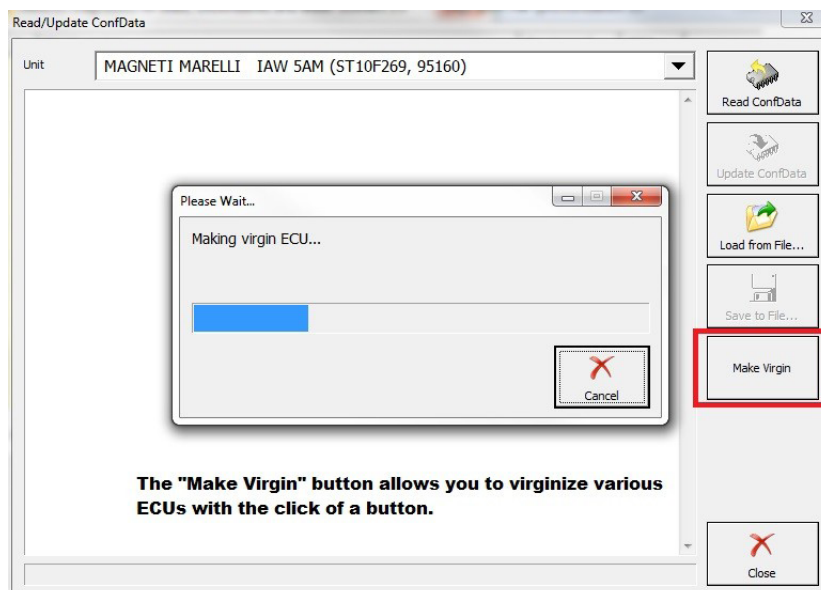 Read/Update ConfData
Unit
MAGNETI MARELLI IAW 5AM (ST10F269, 95160)
Read ConfData
Update ConfData
Please Wait...
Making virgin ECU...
Load from File...
Save to File...
Make Virgin
Cancel
The "Make Virgin" button allows you to virginize various
ECUs with the click of a button.
Close